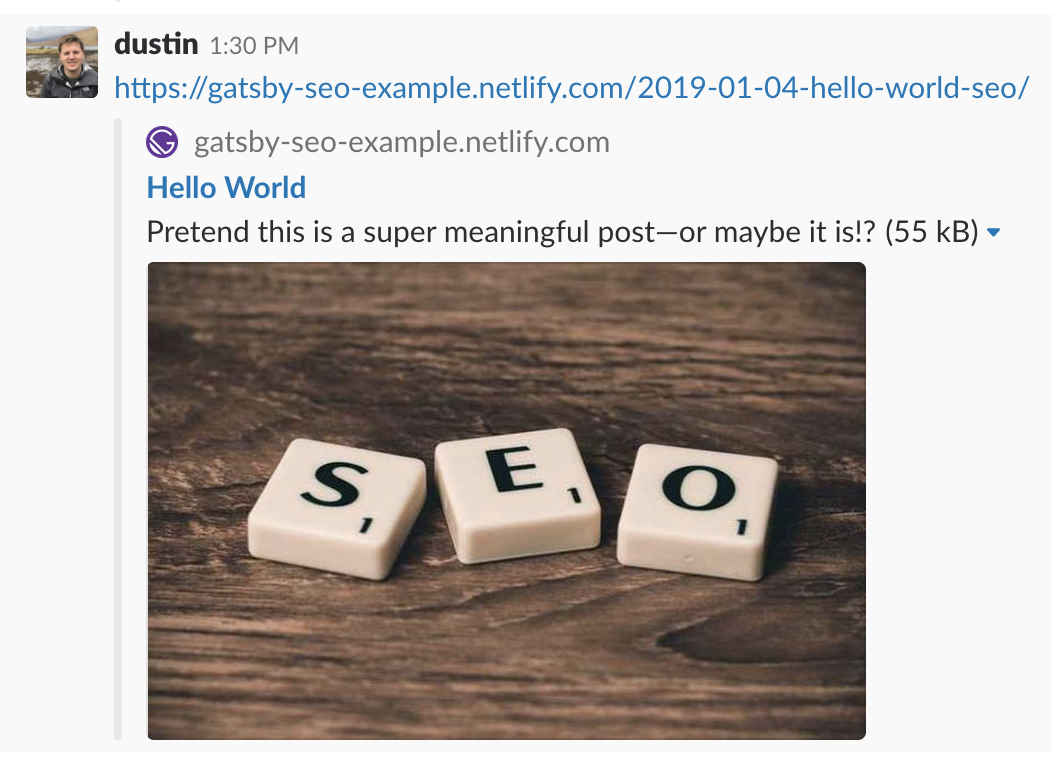 dustin 1:30 PM
https://gatsby-seo-example.netlify.com/2019-01-04-hello-world-seo/
gatsby-seo-example.netlify.com
Hello World
Pretend this is a super meaningful post—or maybe it is!? (55 kB)
S 1 E 1 O 1